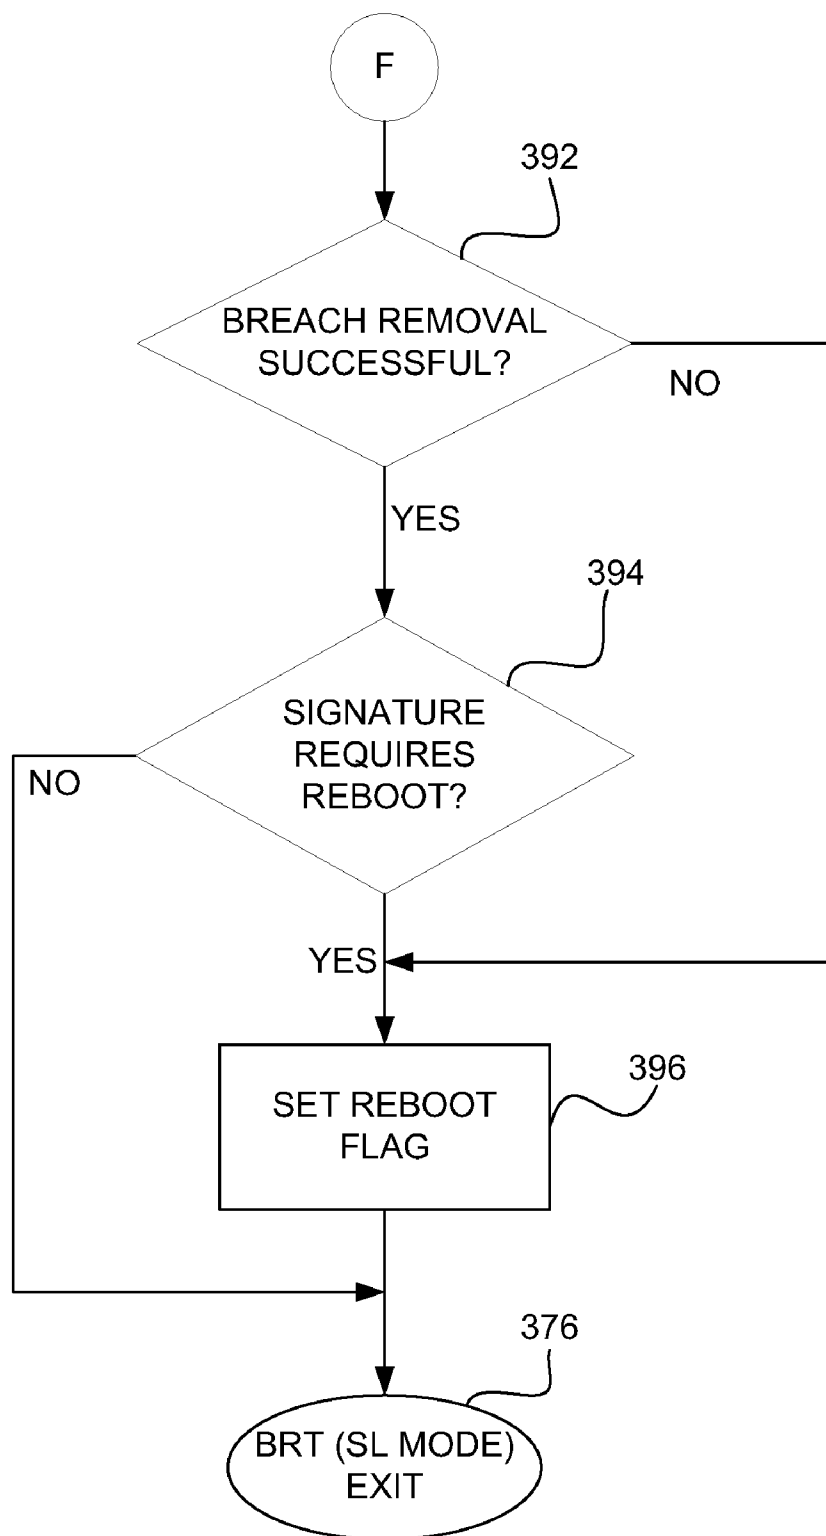 F
392
BREACH REMOVAL
SUCCESSFUL?
NO
YES
394
SIGNATURE
REQUIRES
REBOOT?
NO
YES
396
SET REBOOT
FLAG
376
BRT (SL MODE)
EXIT